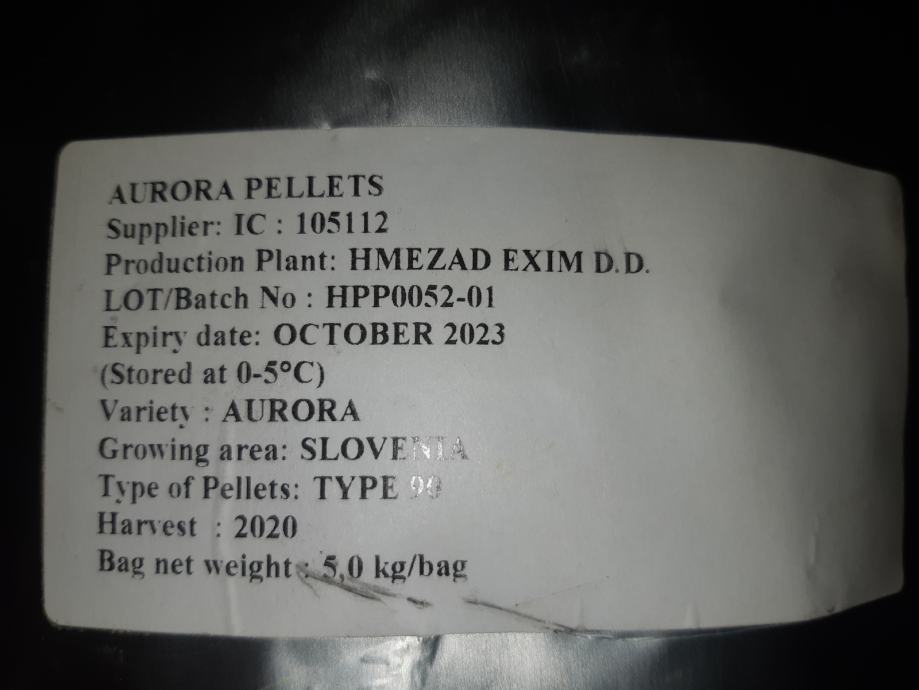 AURORA PELLETS
Supplier: IC : 105112
Production Plant: HMEZAD EXIM D.D.
LOT/Batch No : HPP0052-01
Expiry date: OCTOBER 2023
(Stored at 0-5°C)
Variety : AURORA
Growing area: SLOVENIA
Type of Pellets: TYPE 90
Harvest : 2020
Bag net weight : 5,0 kg/bag